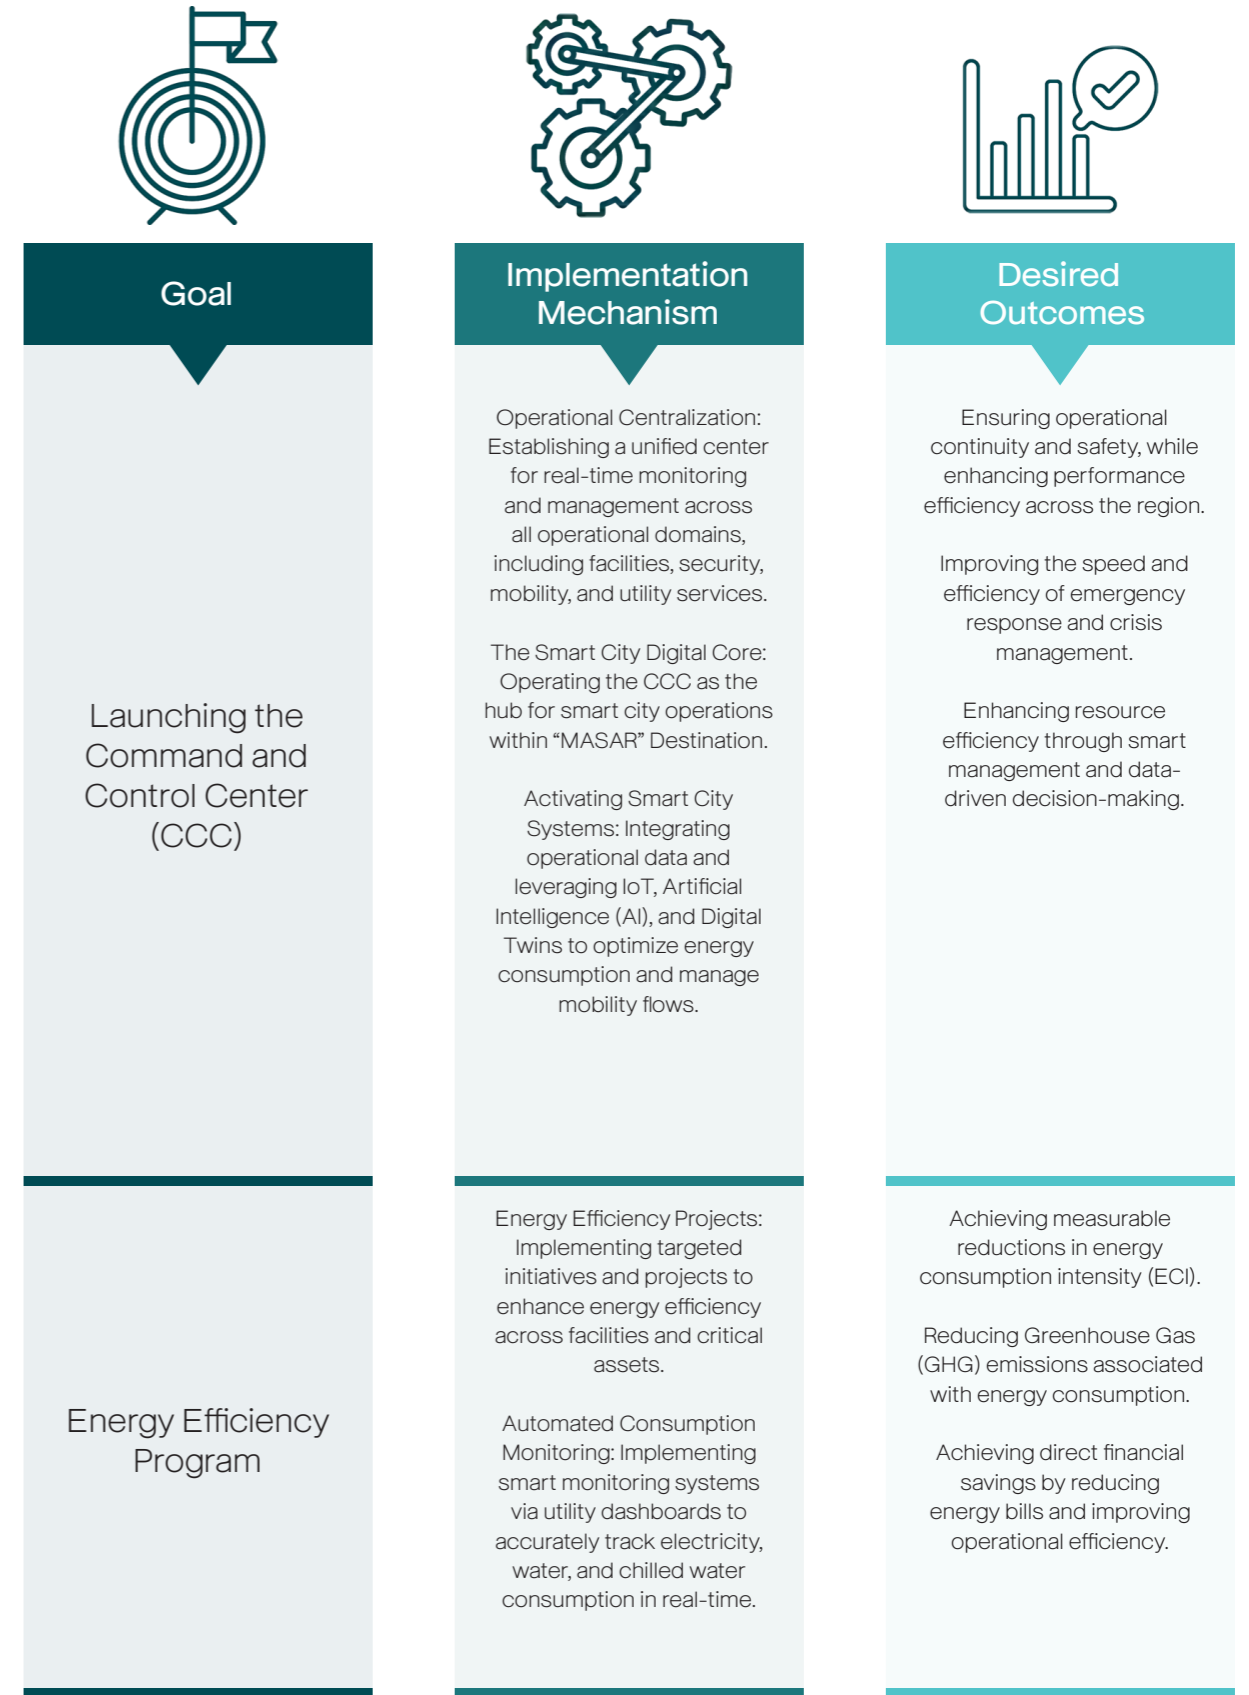 Goal
Implementation
Mechanism
Desired
Outcomes
Launching the
Command and
Control Center
(CCC)
Operational Centralization:
Establishing a unified center
for real-time monitoring
and management across
all operational domains,
including facilities, security,
mobility, and utility services.
The Smart City Digital Core:
Operating the CCC as the
hub for smart city operations
within “MASAR” Destination.
Activating Smart City
Systems: Integrating
operational data and
leveraging IoT, Artificial
Intelligence (AI), and Digital
Twins to optimize energy
consumption and manage
mobility flows.
Ensuring operational
continuity and safety, while
enhancing performance
efficiency across the region.
Improving the speed and
efficiency of emergency
response and crisis
management.
Enhancing resource
efficiency through smart
management and data-
driven decision-making.
Energy Efficiency
Program
Energy Efficiency Projects:
Implementing targeted
initiatives and projects to
enhance energy efficiency
across facilities and critical
assets.
Automated Consumption
Monitoring: Implementing
smart monitoring systems
via utility dashboards to
accurately track electricity,
water, and chilled water
consumption in real-time.
Achieving measurable
reductions in energy
consumption intensity (ECI).
Reducing Greenhouse Gas
(GHG) emissions associated
with energy consumption.
Achieving direct financial
savings by reducing
energy bills and improving
operational efficiency.